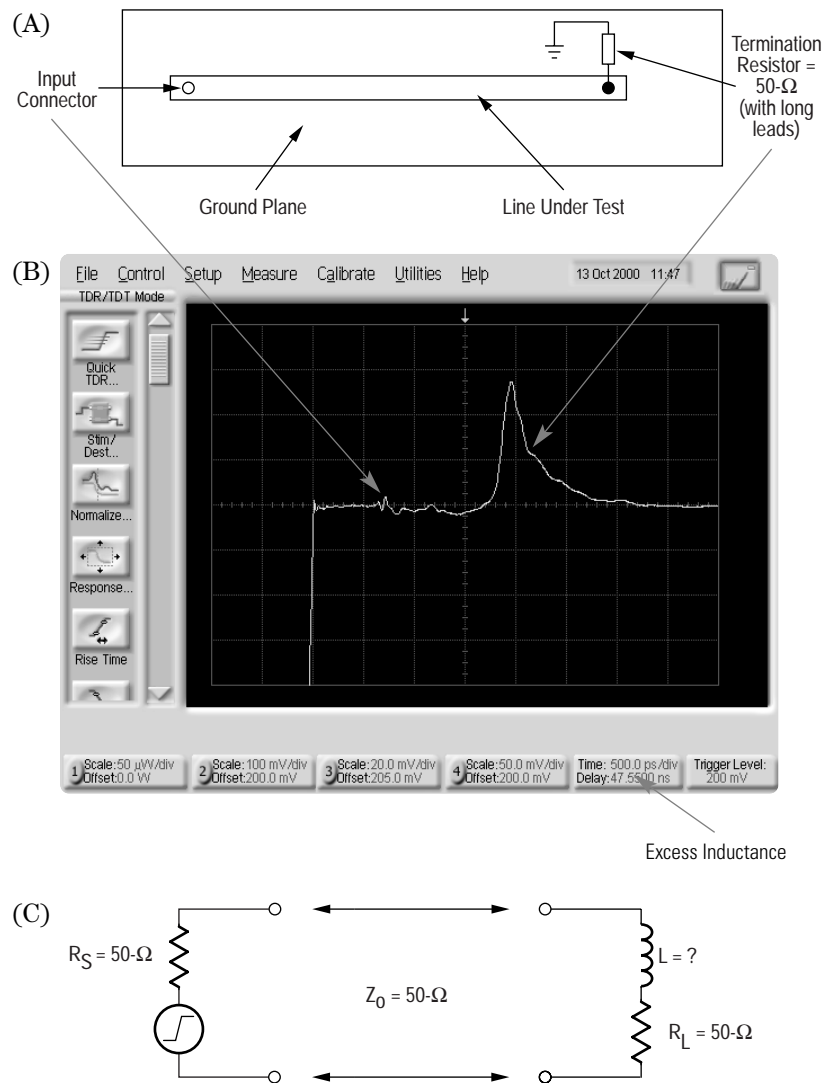 (A)
Input
Connector
Termination
Resistor =
50-Ω
(with long
leads)
Ground Plane
Line Under Test
(B)
File Control Setup Measure Calibrate Utilities Help
13 Oct 2000 11:47
TDR/TDT Mode
Quick
TDR...
Stim/
Dest...
Normalize...
Response...
Rise Time
1 Scale:50 µW/div
Offset:0.0 W
2 Scale:100 mV/div
Offset:200.0 mV
3 Scale:20.0 mV/div
Offset:205.0 mV
4 Scale:50.0 mV/div
Offset:200.0 mV
Time: 500.0 ps/div
Delay:47.5500 ns
Trigger Level:
200 mV
Excess Inductance
(C)
RS = 50-Ω
ZO = 50-Ω
L = ?
RL = 50-Ω